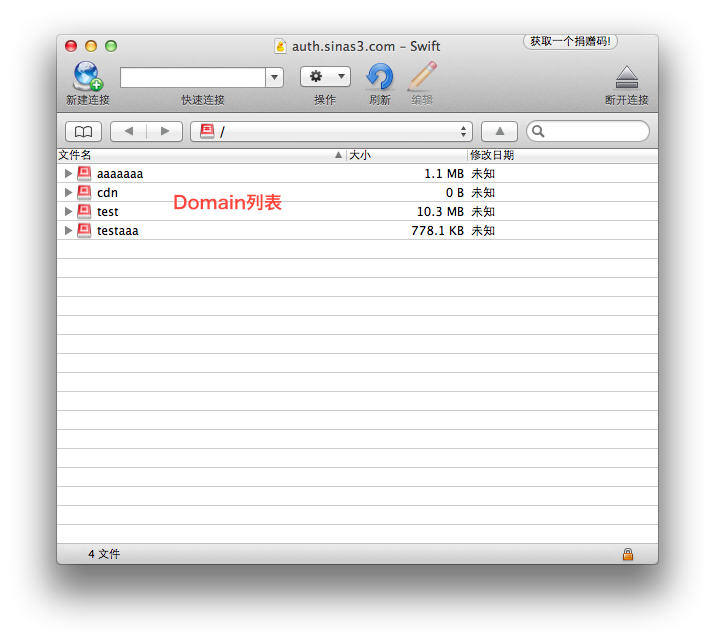 auth.sinas3.com – Swift
获取一个捐赠码!
新建连接
快速连接
操作
刷新
编辑
断开连接
/
文件名 大小 修改日期
aaaaaaa 1.1 MB 未知
cdn 0 B 未知
Domain列表
test 10.3 MB 未知
testaaa 778.1 KB 未知
4 文件